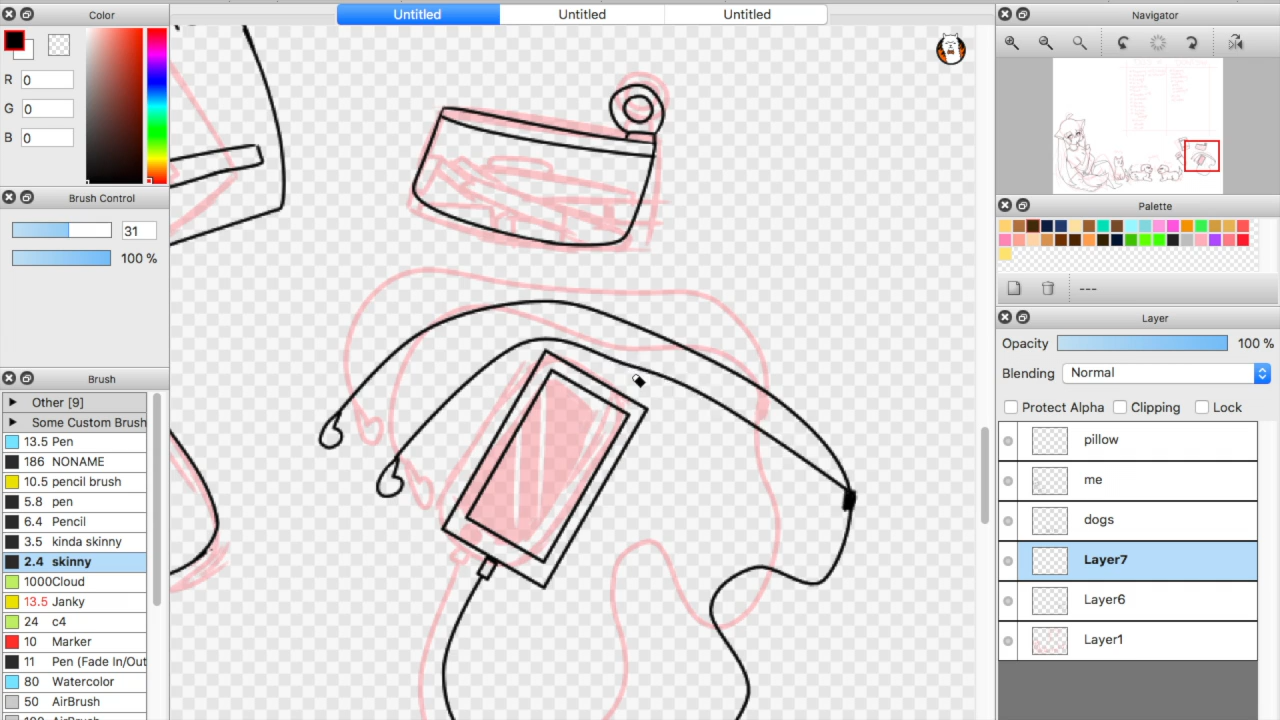 Untitled
Untitled
Untitled
Color
R 0
G 0
B 0
Brush Control
31
100 %
Brush
Other [9]
Some Custom Brush
13.5 Pen
186 NONAME
10.5 pencil brush
5.8 pen
6.4 Pencil
3.5 kinda skinny
2.4 skinny
1000Cloud
13.5 Janky
24 c4
10 Marker
11 Pen (Fade In/Out
80 Watercolor
50 AirBrush
100 AirBrush
Navigator
Palette
---
Layer
Opacity 100 %
Blending Normal
Protect Alpha Clipping Lock
pillow
me
dogs
Layer7
Layer6
Layer1